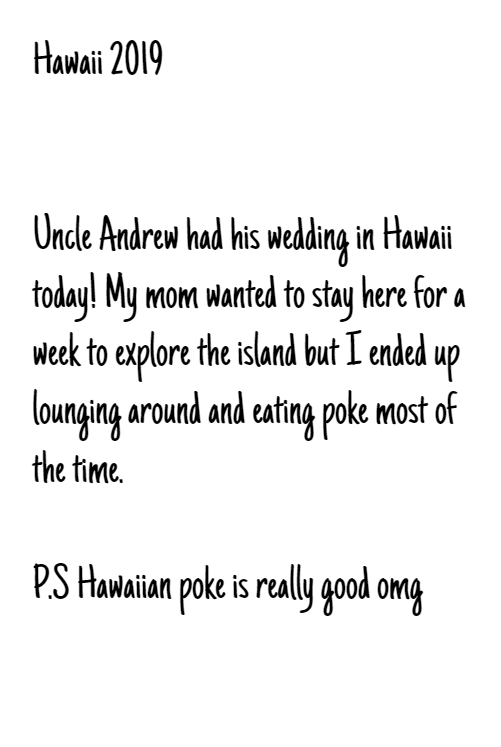 Hawaii 2019
Uncle Andrew had his wedding in Hawaii
today! My mom wanted to stay here for a
week to explore the island but I ended up
lounging around and eating poke most of
the time.
P.S Hawaiian poke is really good omg